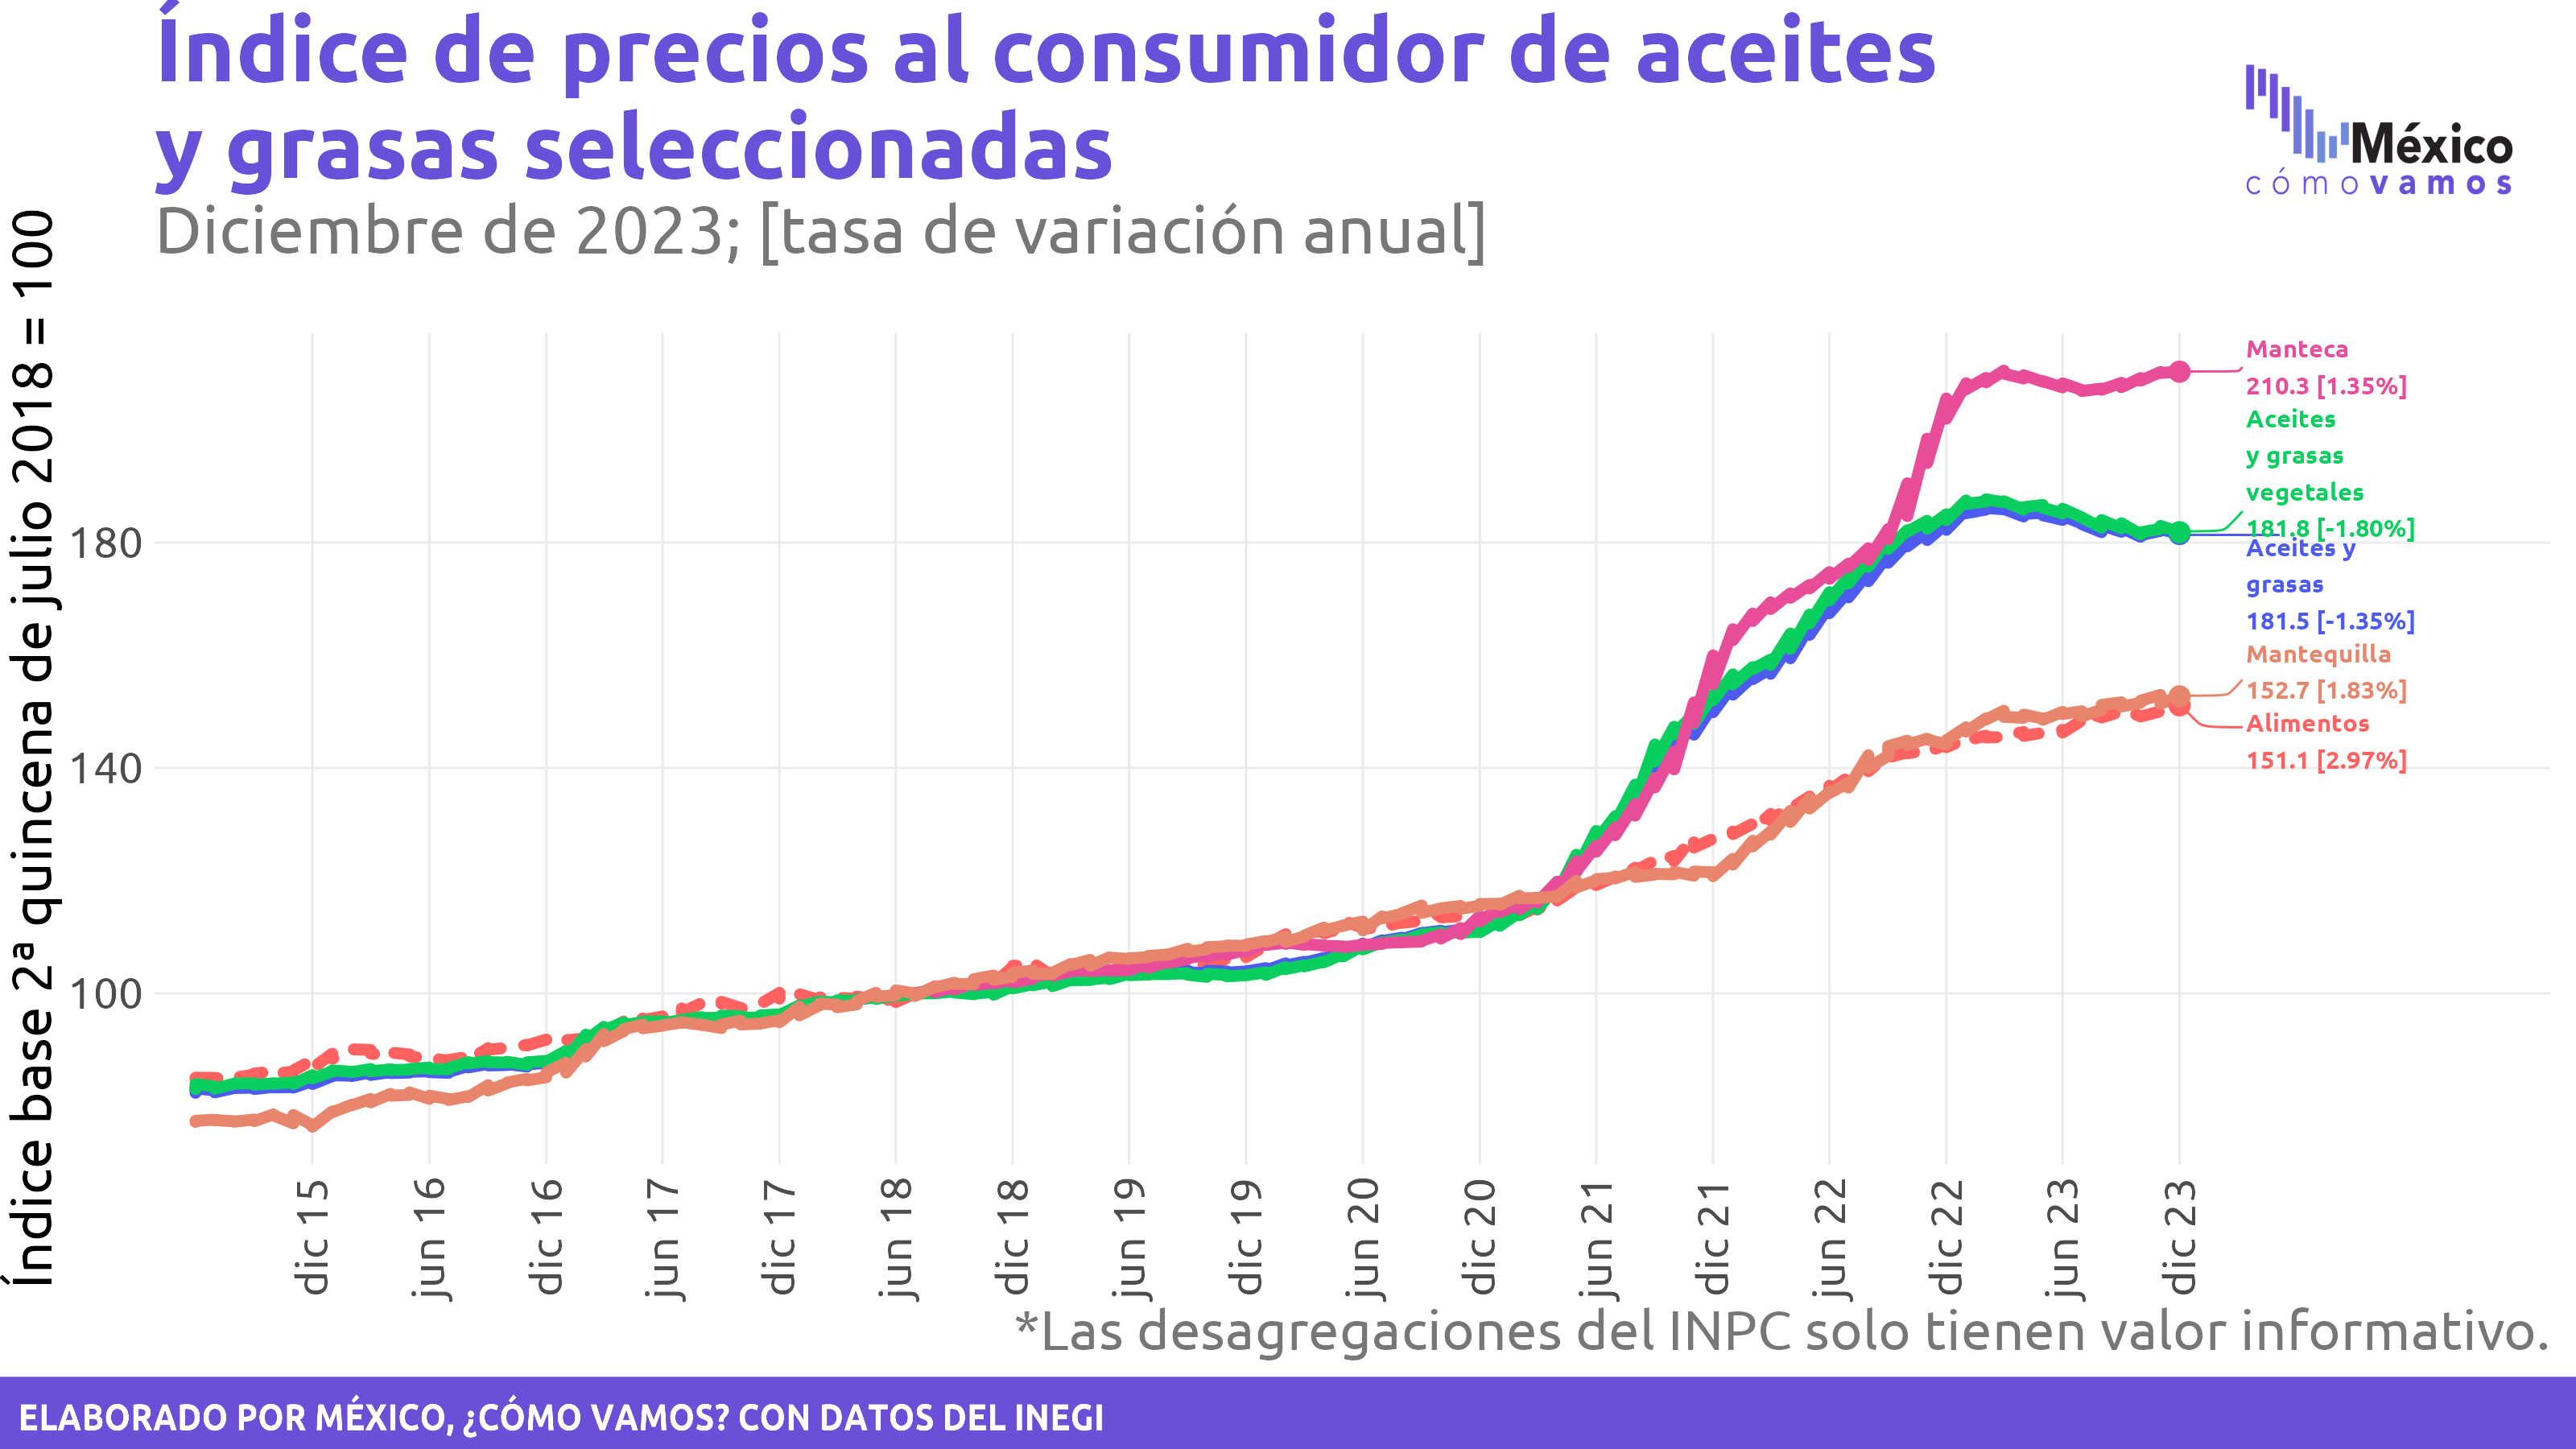 Índice de precios al consumidor de aceites
y grasas seleccionadas
Diciembre de 2023; [tasa de variación anual]
México
cómo vamos
Índice base 2ª quincena de julio 2018 = 100
180
140
100
Manteca
210.3 [1.35%]
Aceites
y grasas
vegetales
181.8 [-1.80%]
Aceites y
grasas
181.5 [-1.35%]
Mantequilla
152.7 [1.83%]
Alimentos
151.1 [2.97%]
dic 15
jun 16
dic 16
jun 17
dic 17
jun 18
dic 18
jun 19
dic 19
jun 20
dic 20
jun 21
dic 21
jun 22
dic 22
jun 23
dic 23
*Las desagregaciones del INPC solo tienen valor informativo.
ELABORADO POR MÉXICO, ¿CÓMO VAMOS? CON DATOS DEL INEGI